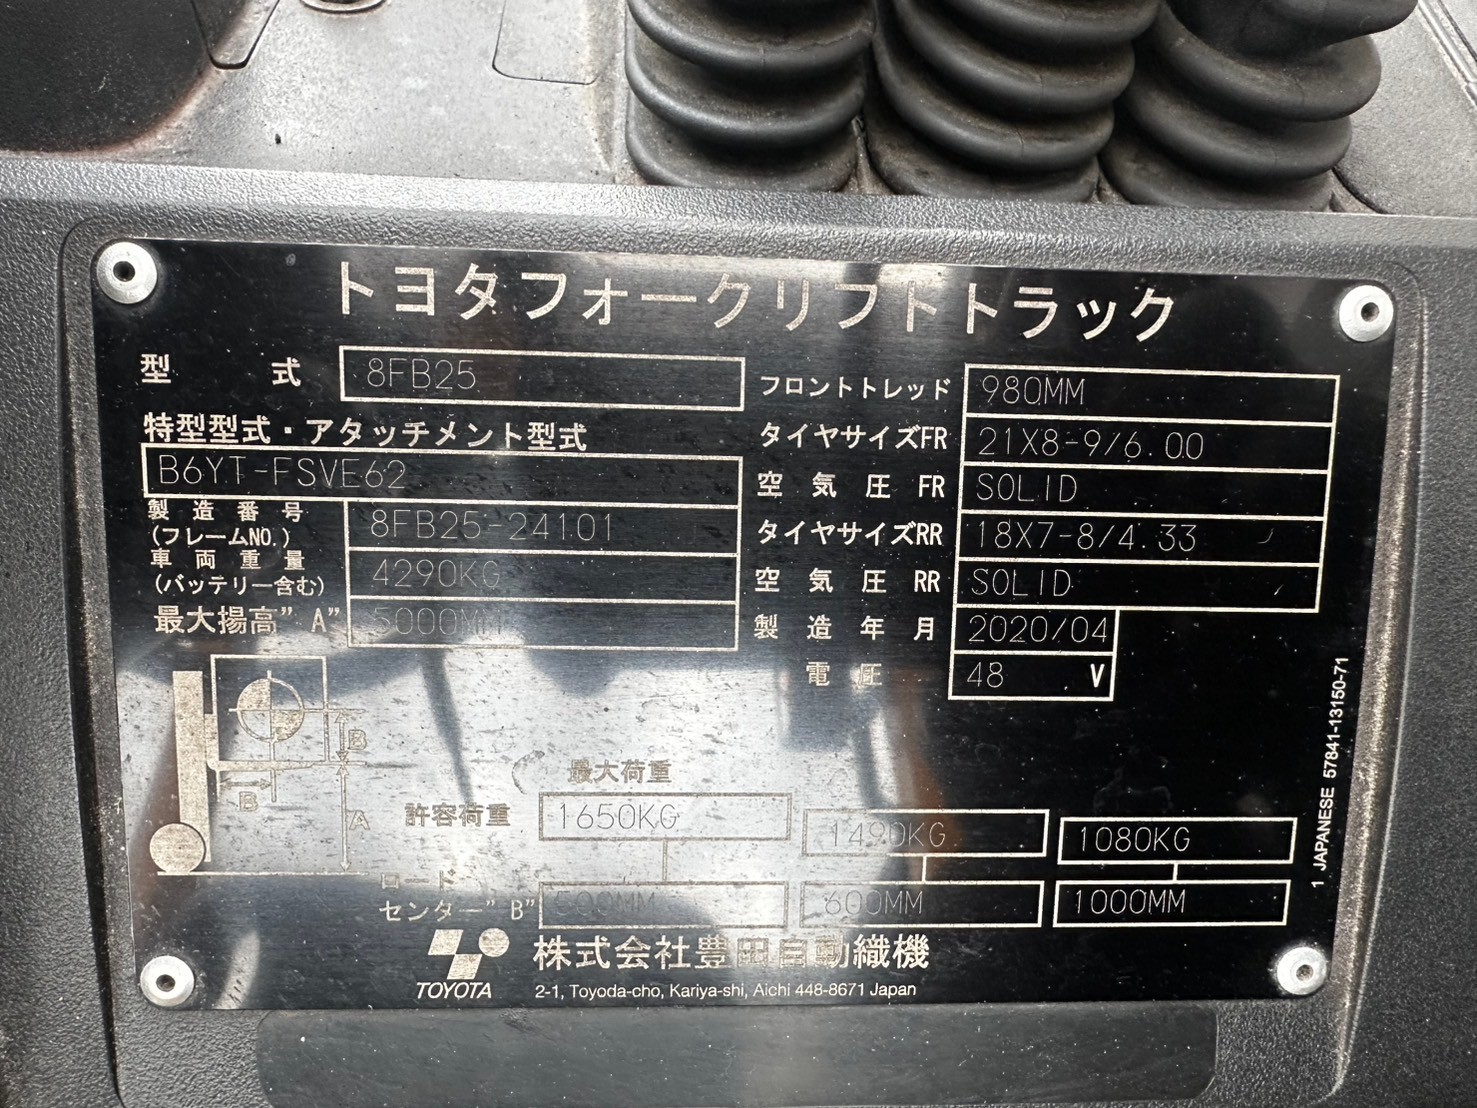 トヨタフォークリフトトラック
型式 8FB25
特型型式・アタッチメント型式
B6YT-FSVE62
製造番号
(フレームNO.) 8FB25-24101
車両重量
(バッテリー含む) 4290KG
最大揚高”A” 5000MM
フロントトレッド 980MM
タイヤサイズFR 21X8-9/6.00
空気圧FR SOLID
タイヤサイズRR 18X7-8/4.33
空気圧RR SOLID
製造年月 2020/04
電圧 48 V
B
B
A
最大荷重
許容荷重 1650KG 1490KG 1080KG
ロード
センター”B” 500MM 600MM 1000MM
TOYOTA
株式会社豊田自動織機
2-1, Toyoda-cho, Kariya-shi, Aichi 448-8671 Japan
1 JAPANESE 57841-13150-71